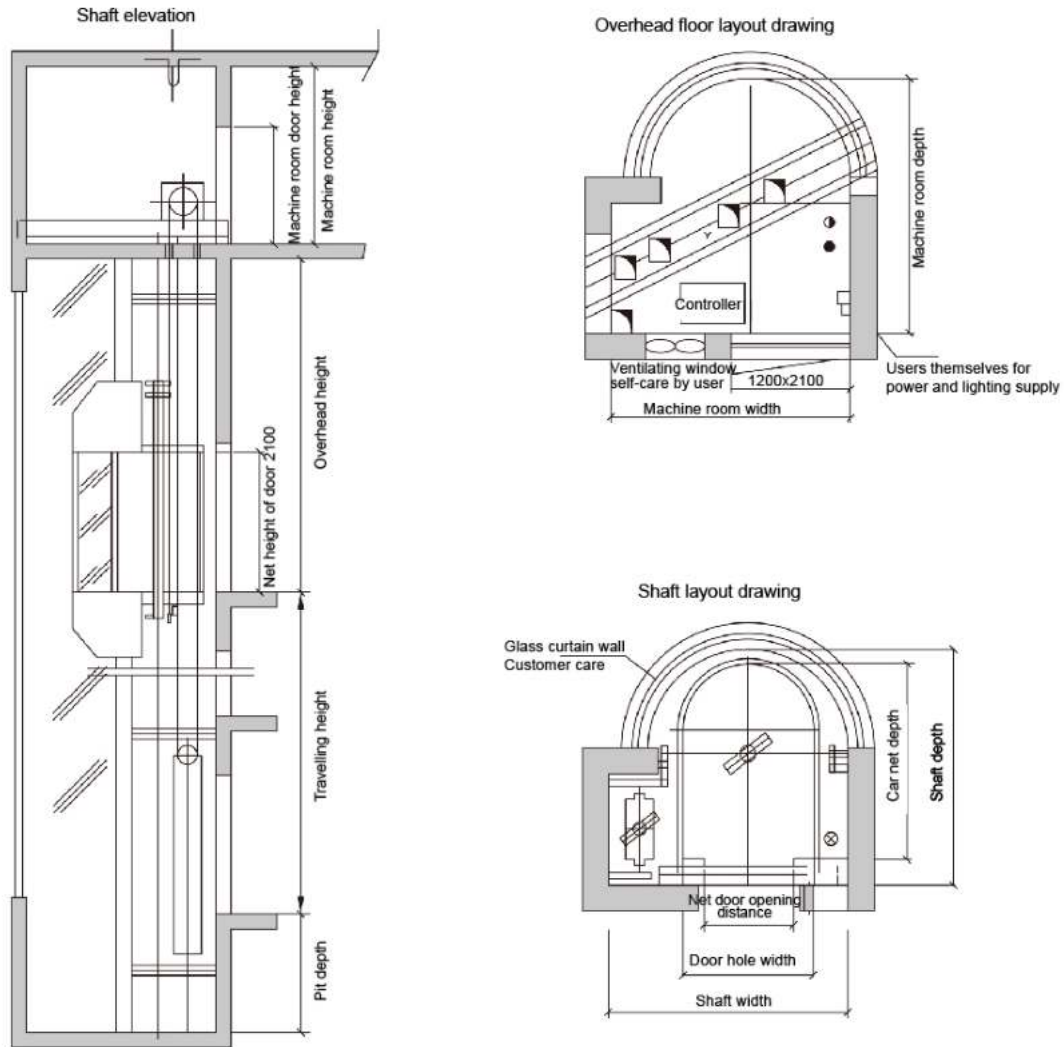 Shaft elevation
Machine room door height
Machine room height
Overhead height
Net height of door 2100
Travelling height
Pit depth
Overhead floor layout drawing
Machine room depth
Controller
Ventilating window
self-care by user
1200x2100
Machine room width
Users themselves for
power and lighting supply
Shaft layout drawing
Glass curtain wall
Customer care
Car net depth
Shaft depth
Net door opening
distance
Door hole width
Shaft width